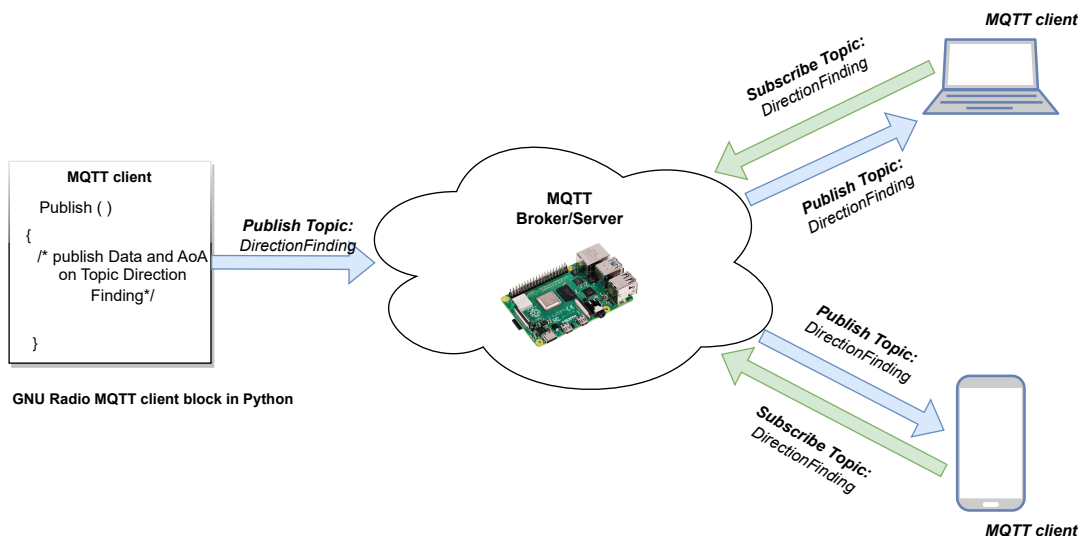 MQTT client
Publish ( )
{
/* publish Data and AoA
on Topic Direction
Finding*/
}
GNU Radio MQTT client block in Python
Publish Topic:
DirectionFinding
MQTT
Broker/Server
MQTT client
Subscribe Topic:
DirectionFinding
Publish Topic:
DirectionFinding
Publish Topic:
DirectionFinding
Subscribe Topic:
DirectionFinding
MQTT client